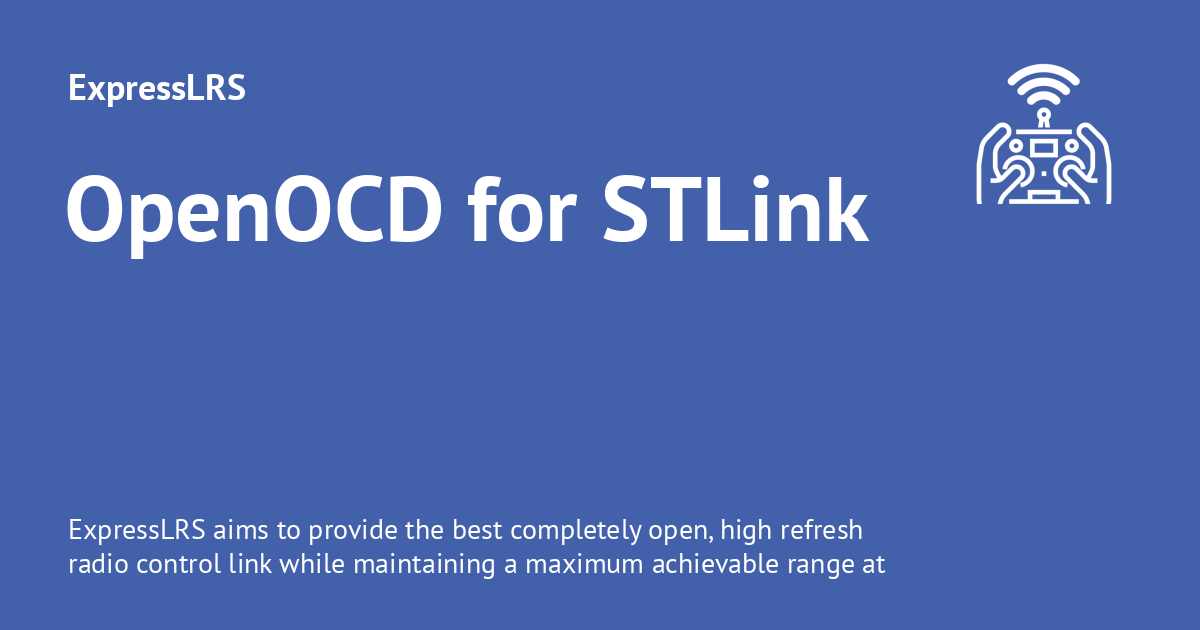 ExpressLRS
OpenOCD for STLink
ExpressLRS aims to provide the best completely open, high refresh
radio control link while maintaining a maximum achievable range at